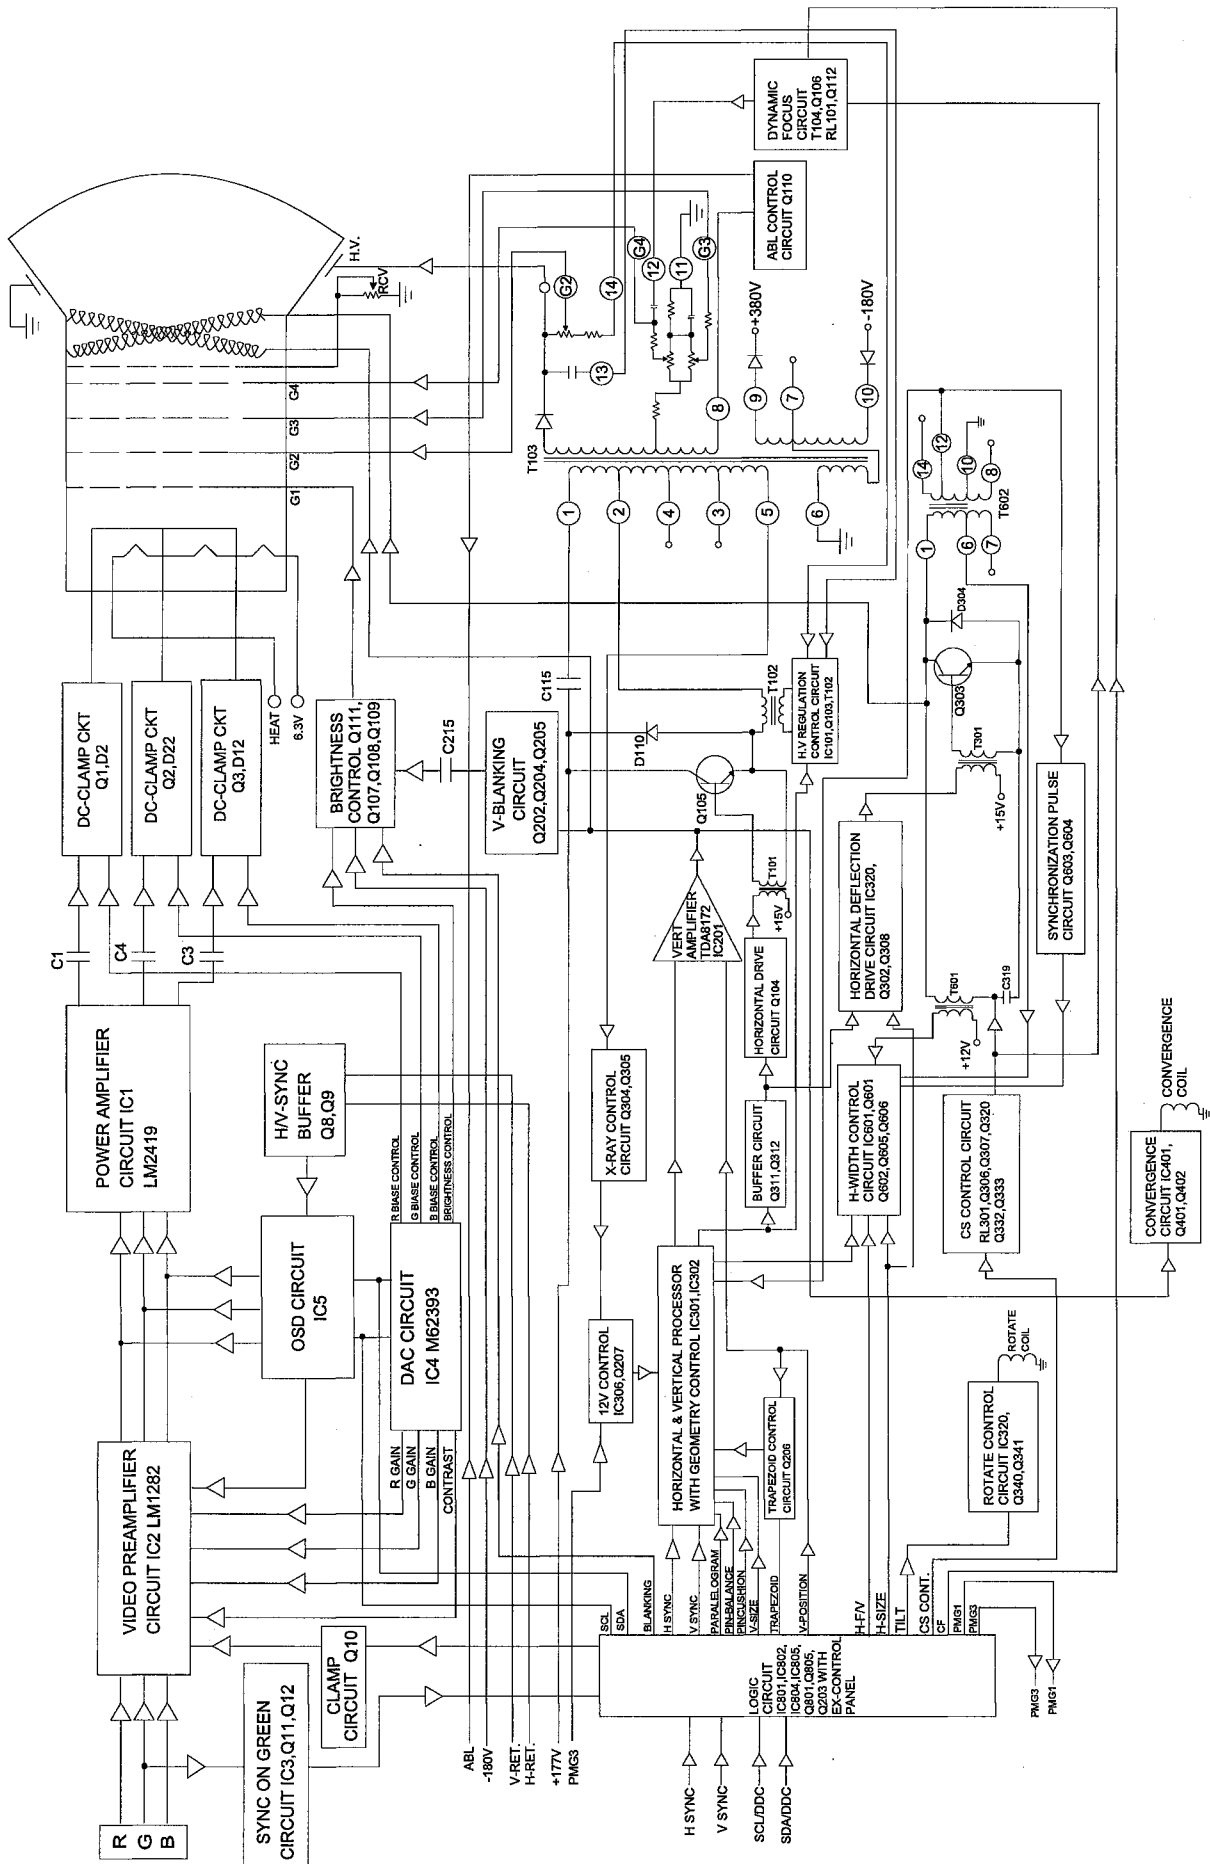 R
G
B
VIDEO PREAMPLIFIER
CIRCUIT IC2 LM1282
POWER AMPLIFIER
CIRCUIT IC1
LM2419
C1
C4
C3
DC-CLAMP CKT
Q1,D2
DC-CLAMP CKT
Q2,D22
DC-CLAMP CKT
Q3,D12
HEAT
6.3V
G1
G2
G3
G4
RCV
H.V.
SYNC ON GREEN
CIRCUIT IC3,Q11,Q12
CLAMP
CIRCUIT Q10
OSD CIRCUIT
IC5
H/V-SYNC
BUFFER
Q8,Q9
DAC CIRCUIT
IC4 M62393
R GAIN
G GAIN
B GAIN
CONTRAST
R BIASE CONTROL
G BIASE CONTROL
B BIASE CONTROL
BRIGHTNESS CONTROL
BRIGHTNESS
CONTROL Q111,
Q107,Q108,Q109
C215
V-BLANKING
CIRCUIT
Q202,Q204,Q205
ABL
-180V
V-RET.
H-RET.
+177V
PMG3
12V CONTROL
IC306,Q207
X-RAY CONTROL
CIRCUIT Q304,Q305
C115
D110
Q105
T102
T101
+15V
T103
1
2
4
3
5
6
13
14
G2
G4
12
11
G3
8
9
7
10
+380V
-180V
ABL CONTROL
CIRCUIT Q110
DYNAMIC
FOCUS
CIRCUIT
T104,Q106
RL101,Q112
VERT
AMPLIFIER
TDA8172
IC201
HORIZONTAL DRIVE
CIRCUIT Q104
BUFFER CIRCUIT
Q311,Q312
H.V REGULATION
CONTROL CIRCUIT
IC101,Q103,T102
HORIZONTAL & VERTICAL PROCESSOR
WITH GEOMETRY CONTROL IC301,IC302
TRAPEZOID CONTROL
CIRCUIT Q206
H SYNC
V SYNC
SCL/DDC
SDA/DDC
LOGIC
CIRCUIT
IC801,IC802,
IC804,IC805,
Q801,Q805,
Q203 WITH
EX-CONTROL
PANEL
SCL
SDA
BLANKING
H SYNC
V SYNC
PARALELOGRAM
PIN-BALANCE
PINCUSHION
V-SIZE
TRAPEZOID
V-POSITION
H-F/V
H-SIZE
TILT
CS CONT.
CF
PMG1
PMG3
PMG3
PMG1
H-WIDTH CONTROL
CIRCUIT IC601,Q601
Q602,Q605,Q606
HORIZONTAL DEFLECTION
DRIVE CIRCUIT IC320,
Q302,Q308
T301
+15V
Q303
D304
T602
1
6
7
14
12
10
8
T601
+12V
C319
CS CONTROL CIRCUIT
RL301,Q306,Q307,Q320
Q332,Q333
SYNCHRONIZATION PULSE
CIRCUIT Q603,Q604
ROTATE CONTROL
CIRCUIT IC320,
Q340,Q341
ROTATE
COIL
CONVERGENCE
CIRCUIT IC401,
Q401,Q402
CONVERGENCE
COIL